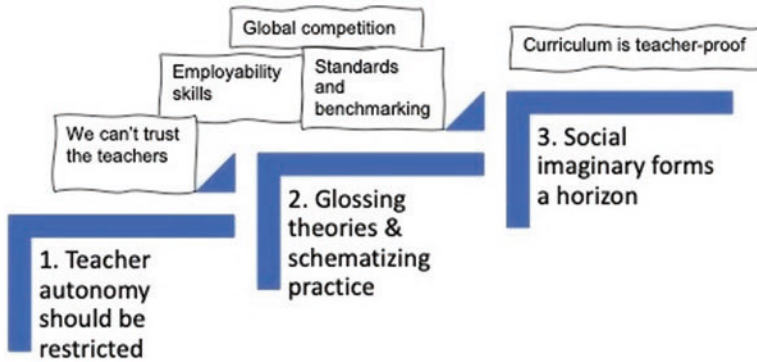 Global competition
Employability
skills
Standards
and
benchmarking
Curriculum is teacher-proof
We can't trust
the teachers
1. Teacher
autonomy
should be
restricted
2. Glossing
theories &
schematizing
practice
3. Social
imaginary forms
a horizon